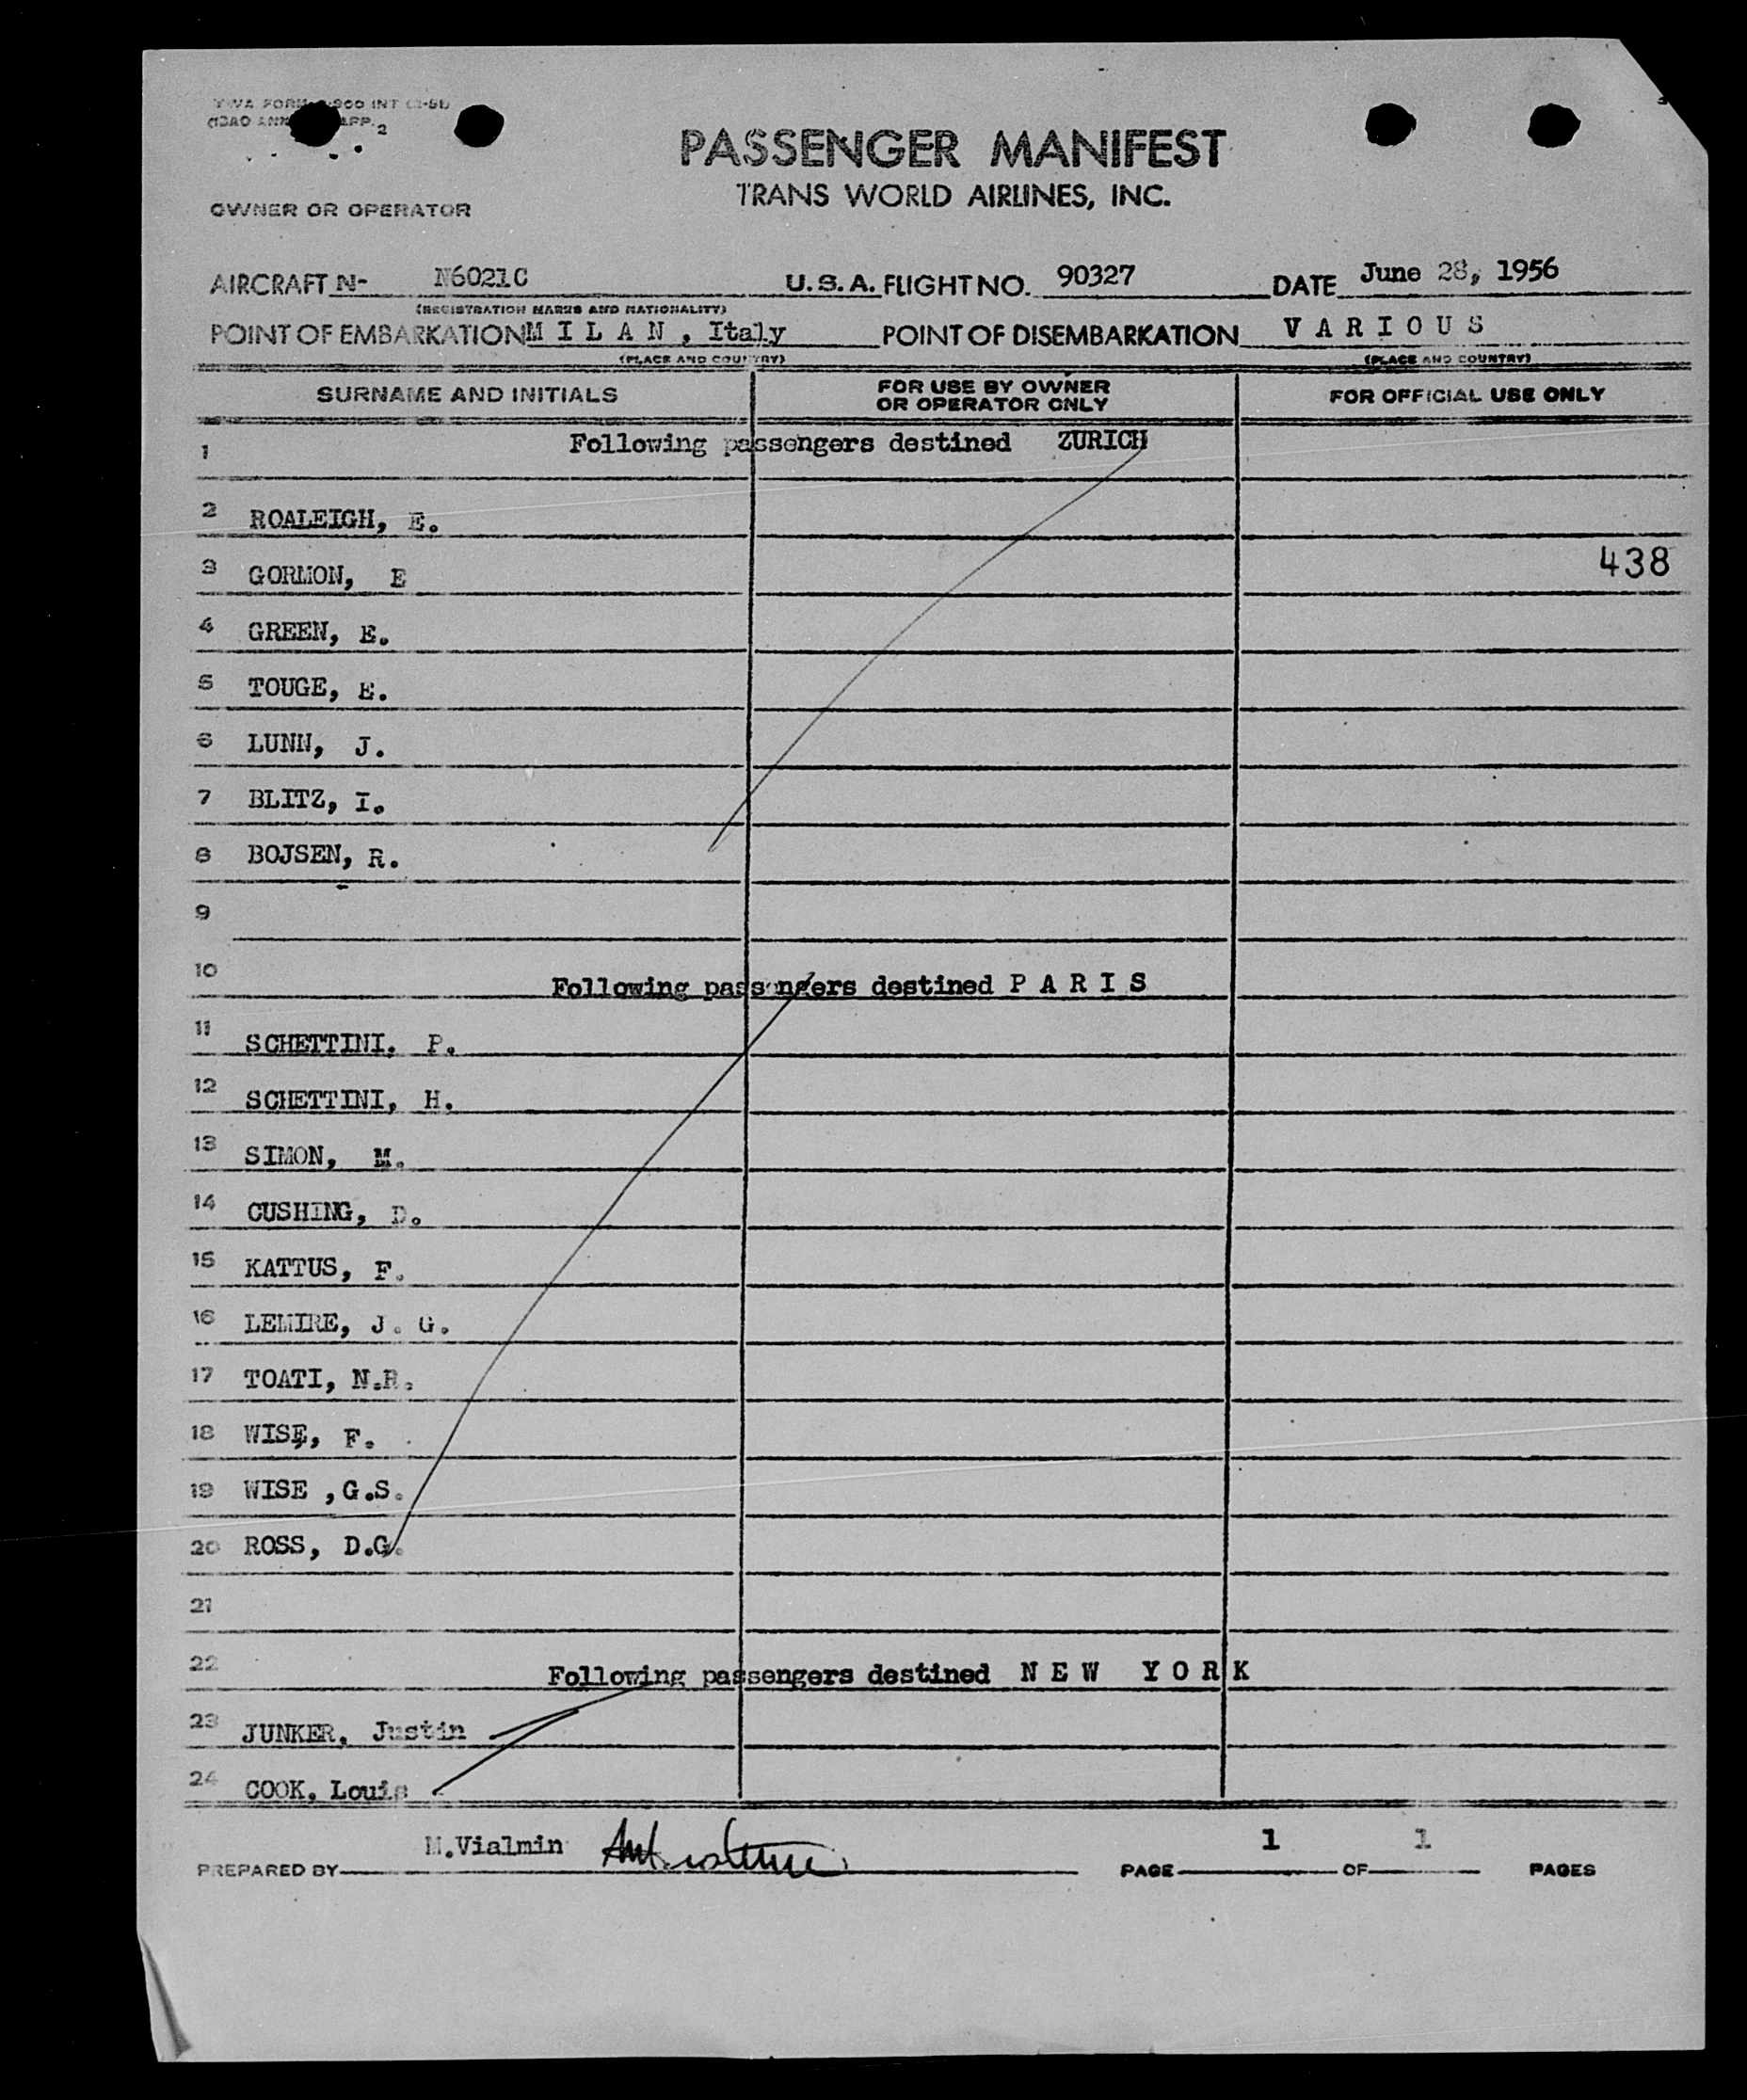 PASSENGER MANIFEST
TRANS WORLD AIRLINES, INC.
OWNER OR OPERATOR
AIRCRAFT N- N6021C U.S.A. FLIGHT NO. 90327 DATE June 28, 1956
(REGISTRATION MARKS AND NATIONALITY)
POINT OF EMBARKATION M I L A N , Italy POINT OF DISEMBARKATION V A R I O U S
(PLACE AND COUNTRY) (PLACE AND COUNTRY)
SURNAME AND INITIALS FOR USE BY OWNER OR OPERATOR ONLY FOR OFFICIAL USE ONLY
1 Following passengers destined ZURICH
2 ROALEIGH, E.
3 GORMON, E 438
4 GREEN, E.
5 TOUGE, E.
6 LUNN, J.
7 BLITZ, I.
8 BOJSEN, R.
9
10 Following passengers destined P A R I S
11 SCHETTINI. P.
12 SCHETTINI, H.
13 SIMON, M.
14 CUSHING, D.
15 KATTUS, F.
16 LEMIRE, J. G.
17 TOATI, N.R.
18 WISE, F.
19 WISE ,G.S.
20 ROSS, D.G.
21
22 Following passengers destined N E W Y O R K
23 JUNKER, Justin
24 COOK, Louis
PREPARED BY M.Vialmin PAGE 1 OF 1 PAGES